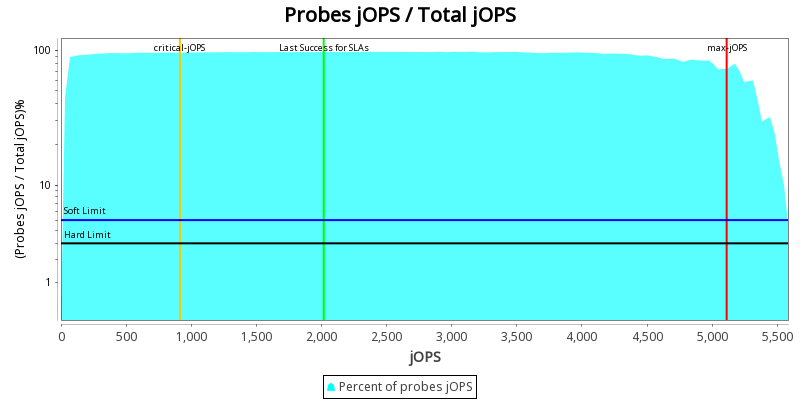 Probes jOPS / Total jOPS
(Probes jOPS / Total jOPS)%
100
10
1
critical-jOPS
Last Success for SLAs
max-jOPS
Soft Limit
Hard Limit
0 500 1,000 1,500 2,000 2,500 3,000 3,500 4,000 4,500 5,000 5,500
jOPS
Percent of probes jOPS